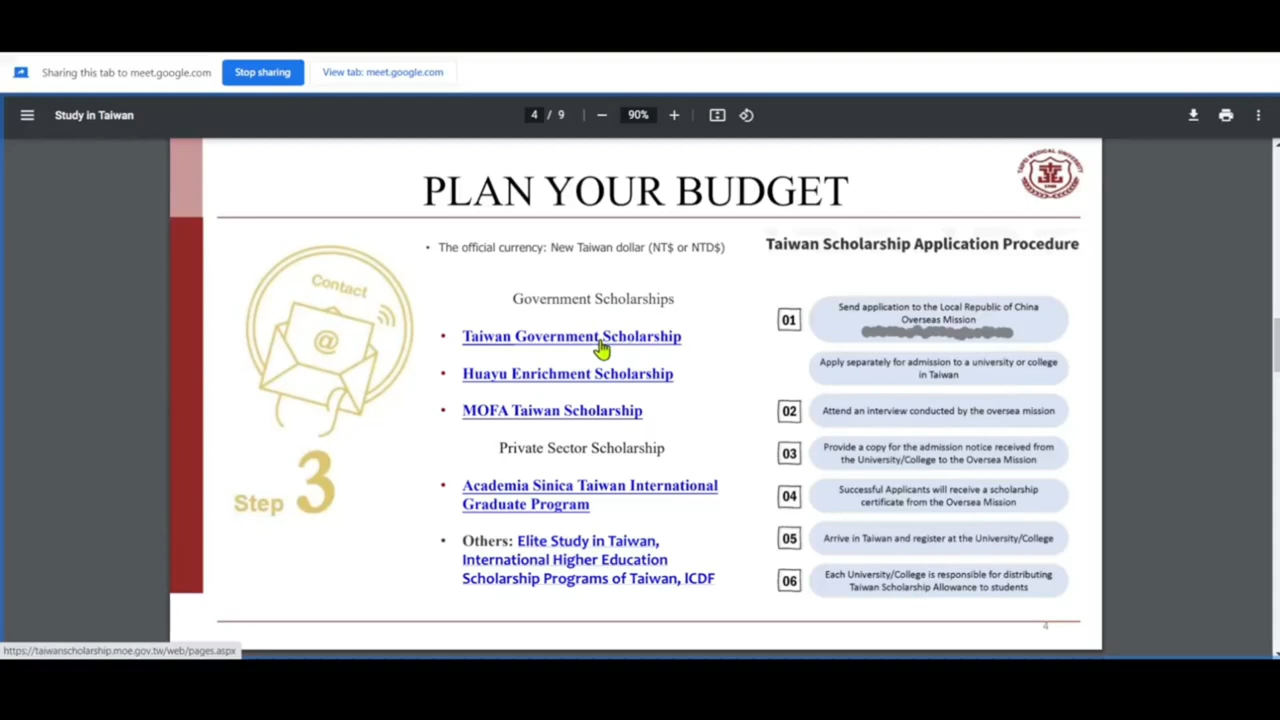 Sharing this tab to meet.google.com
Stop sharing
View tab: meet.google.com
Study in Taiwan
4 / 9
90%
PLAN YOUR BUDGET
TAIPEI MEDICAL UNIVERSITY
Contact
@
Step 3
• The official currency: New Taiwan dollar (NT$ or NTD$)
Government Scholarships
• Taiwan Government Scholarship
• Huayu Enrichment Scholarship
• MOFA Taiwan Scholarship
Private Sector Scholarship
• Academia Sinica Taiwan International
Graduate Program
• Others: Elite Study in Taiwan,
International Higher Education
Scholarship Programs of Taiwan, ICDF
Taiwan Scholarship Application Procedure
01
Send application to the Local Republic of China
Overseas Mission
Apply separately for admission to a university or college
in Taiwan
02
Attend an interview conducted by the oversea mission
03
Provide a copy for the admission notice received from
the University/College to the Oversea Mission
04
Successful Applicants will receive a scholarship
certificate from the Oversea Mission
05
Arrive in Taiwan and register at the University/College
06
Each University/College is responsible for distributing
Taiwan Scholarship Allowance to students
4
https://taiwanscholarship.moe.gov.tw/web/pages.aspx